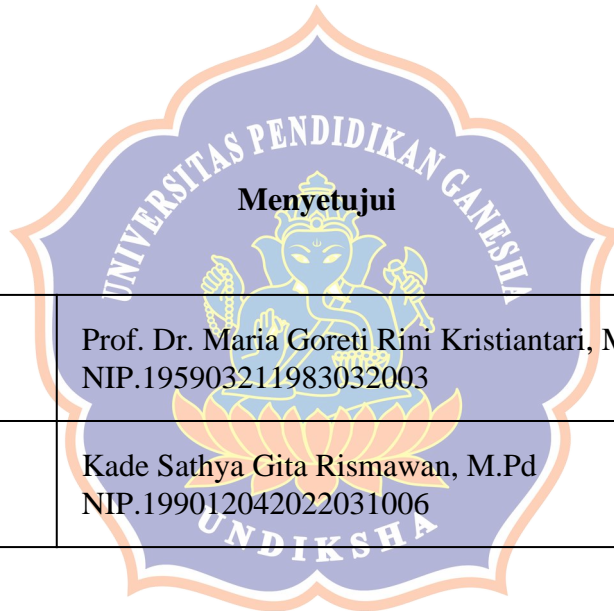 UNIVERSITAS PENDIDIKAN GANESHA
Menyetujui
Prof. Dr. Maria Goreti Rini Kristiantari, M
NIP.195903211983032003
Kade Sathya Gita Rismawan, M.Pd
NIP.199012042022031006
UNDIKSHA